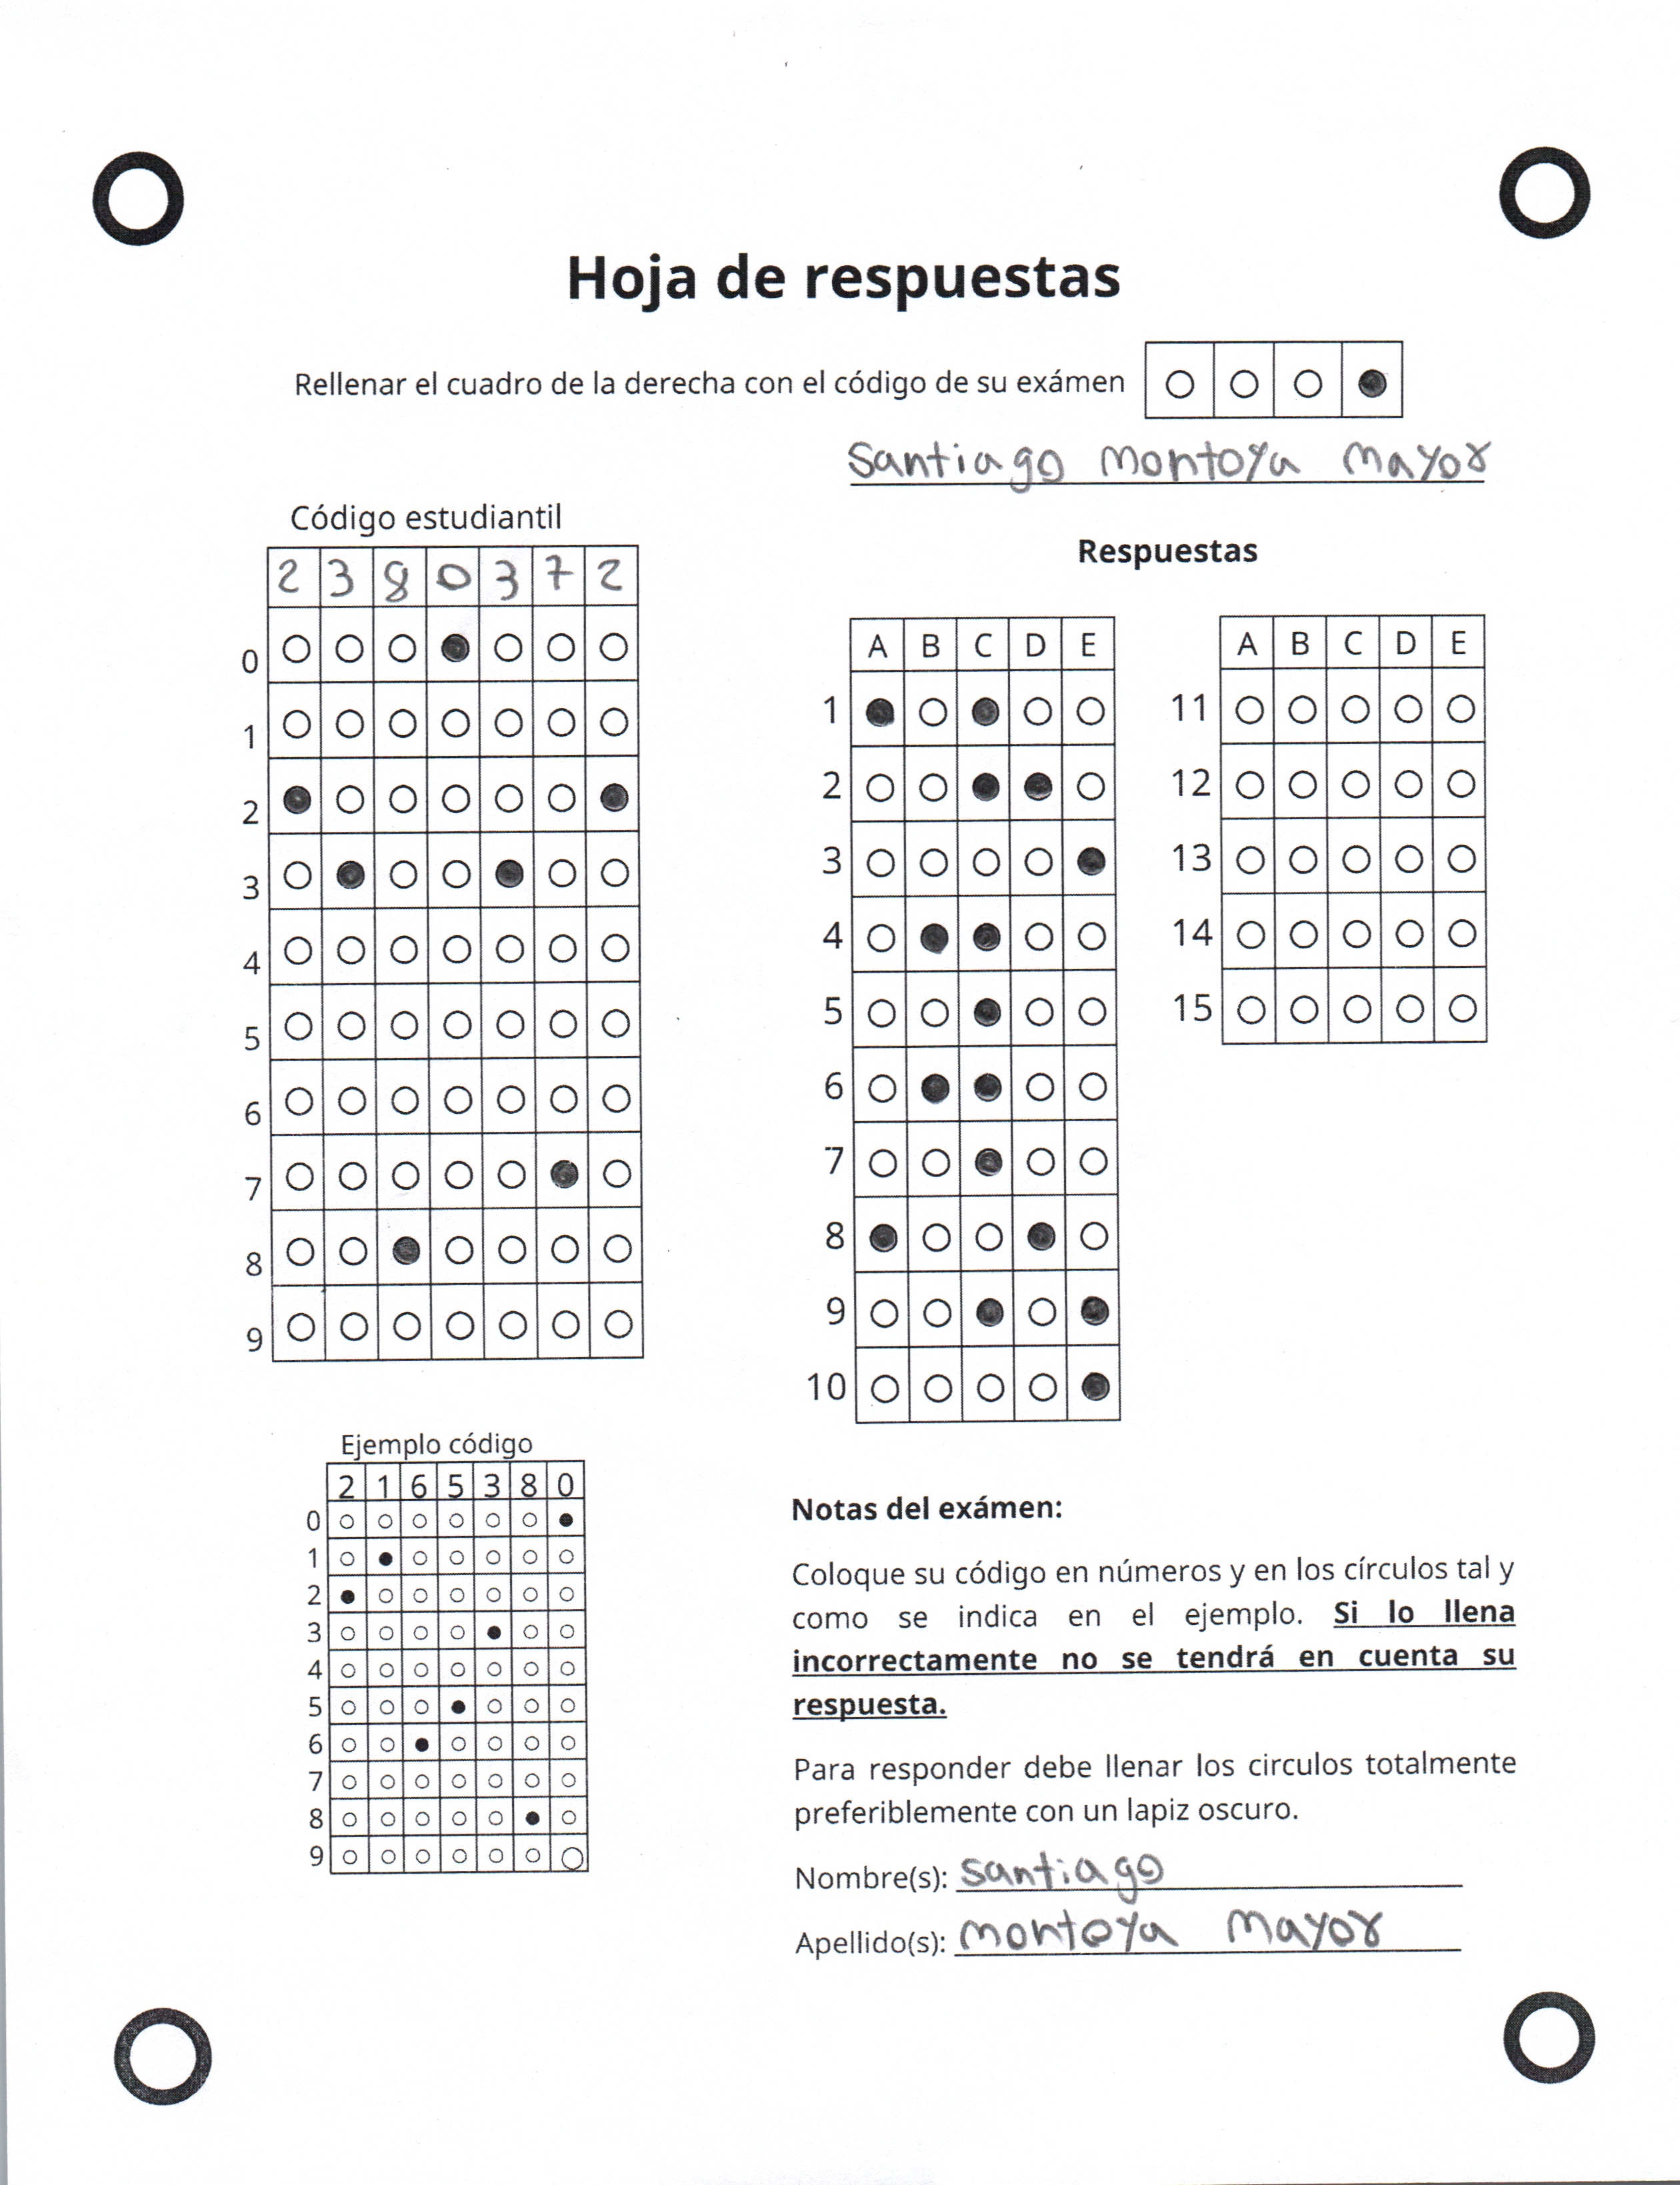 Hoja de respuestas
Rellenar el cuadro de la derecha con el código de su exámen
Santiago Montoya Mayor
Código estudiantil
2 3 8 0 3 7 2
0
1
2
3
4
5
6
7
8
9
Respuestas
A B C D E
1
2
3
4
5
6
7
8
9
10
A B C D E
11
12
13
14
15
Ejemplo código
2 1 6 5 3 8 0
0
1
2
3
4
5
6
7
8
9
Notas del exámen:
Coloque su código en números y en los círculos tal y
como se indica en el ejemplo. Si lo llena
incorrectamente no se tendrá en cuenta su
respuesta.
Para responder debe llenar los circulos totalmente
preferiblemente con un lapiz oscuro.
Nombre(s): santiago
Apellido(s): montoya Mayor